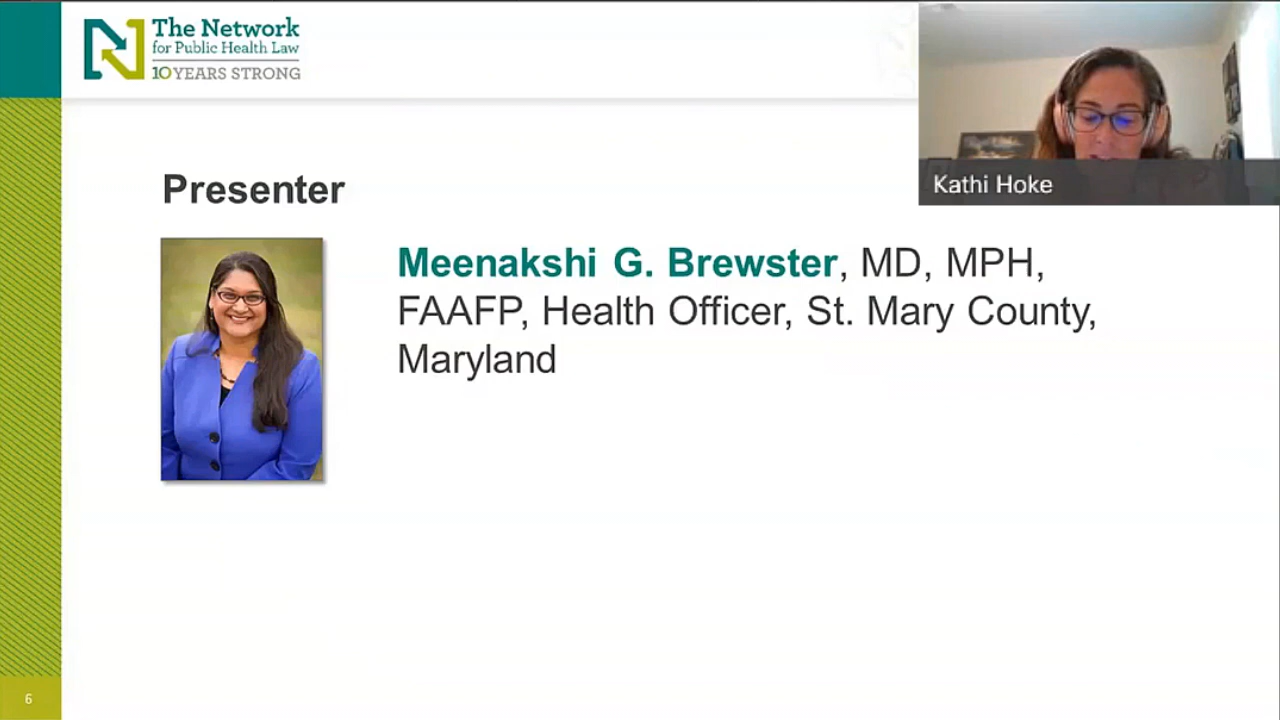 The Network
for Public Health Law
10 YEARS STRONG
Kathi Hoke
Presenter
Meenakshi G. Brewster, MD, MPH,
FAAFP, Health Officer, St. Mary County,
Maryland
6